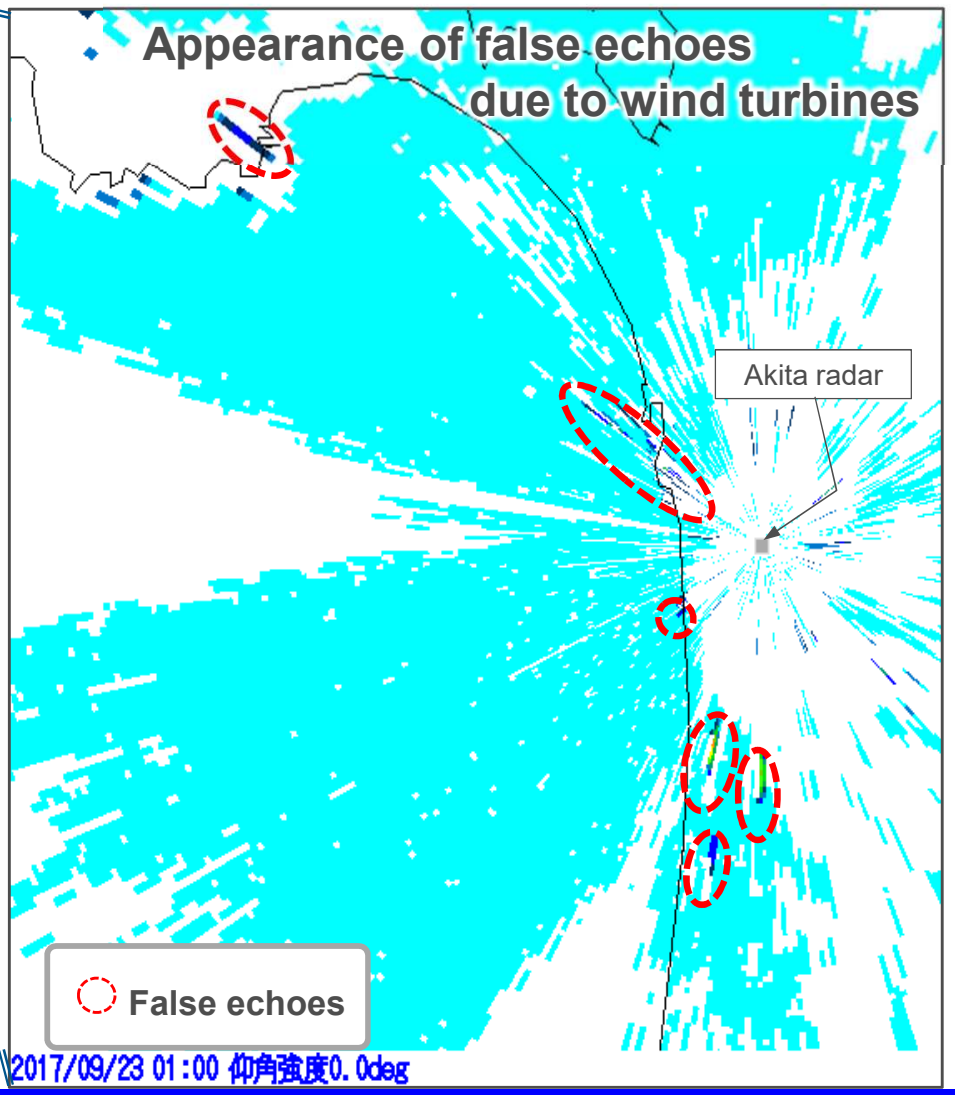 Appearance of false echoes
due to wind turbines
Akita radar
False echoes
2017/09/23 01:00 仰角強度0.0deg